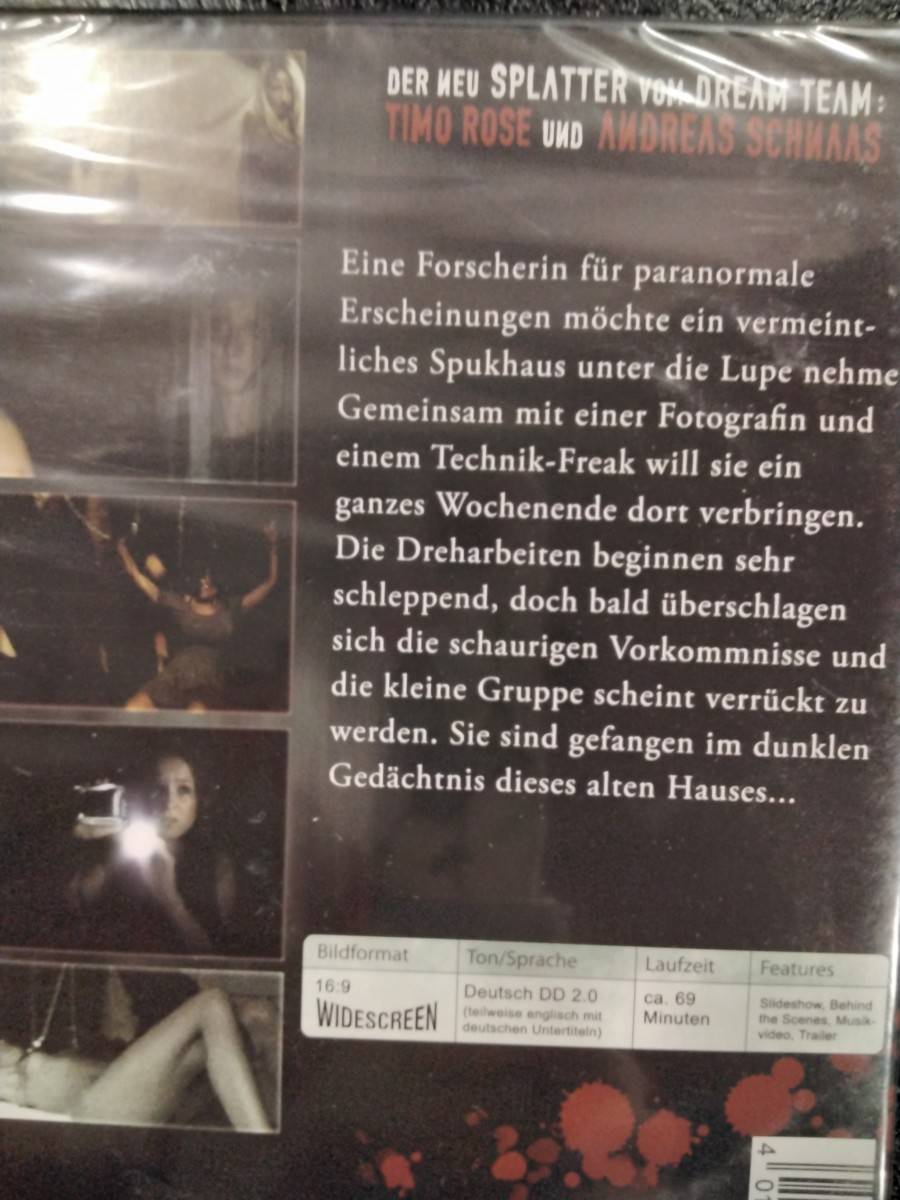 DER NEU SPLATTER VOM DREAM TEAM:
TIMO ROSE UND ANDREAS SCHNAAS
Eine Forscherin für paranormale
Erscheinungen möchte ein vermeint-
liches Spukhaus unter die Lupe nehme
Gemeinsam mit einer Fotografin und
einem Technik-Freak will sie ein
ganzes Wochenende dort verbringen.
Die Dreharbeiten beginnen sehr
schleppend, doch bald überschlagen
sich die schaurigen Vorkommnisse und
die kleine Gruppe scheint verrückt zu
werden. Sie sind gefangen im dunklen
Gedächtnis dieses alten Hauses...
Bildformat
16:9
WIDESCREEN
Ton/Sprache
Deutsch DD 2.0
(teilweise englisch mit
deutschen Untertiteln)
Laufzeit
ca. 69
Minuten
Features
Slideshow, Behind
the Scenes, Musik-
video, Trailer
4 0